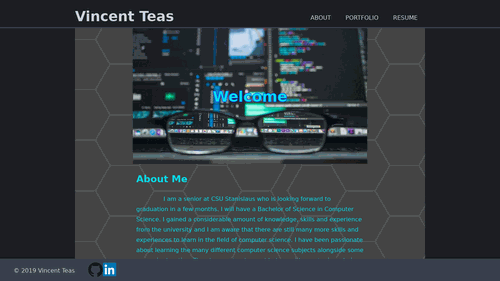 Vincent Teas
ABOUT
PORTFOLIO
RESUME
Welcome
About Me
I am a senior at CSU Stanislaus who is looking forward to
graduation in a few months. I will have a Bachelor of Science in Computer
Science. I gained a considerable amount of knowledge, skills and experience
from the university and I am aware that there are still many more skills and
experiences to learn in the field of computer science. I have been passionate
about learning the many different computer science subjects alongside some
© 2019 Vincent Teas
in